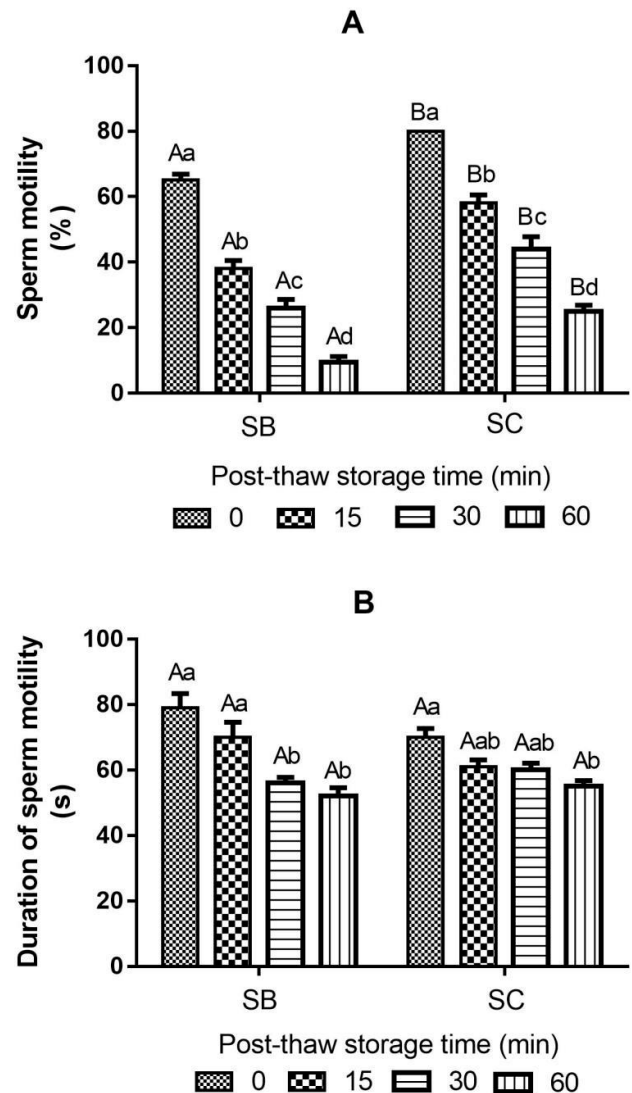 A
Sperm motility
(%)
100
80
60
40
20
0
Aa
Ab
Ac
Ad
Ba
Bb
Bc
Bd
SB
SC
Post-thaw storage time (min)
0 15 30 60
B
Duration of sperm motility
(s)
100
80
60
40
20
0
Aa
Aa
Ab
Ab
Aa
Aab
Aab
Ab
SB
SC
Post-thaw storage time (min)
0 15 30 60